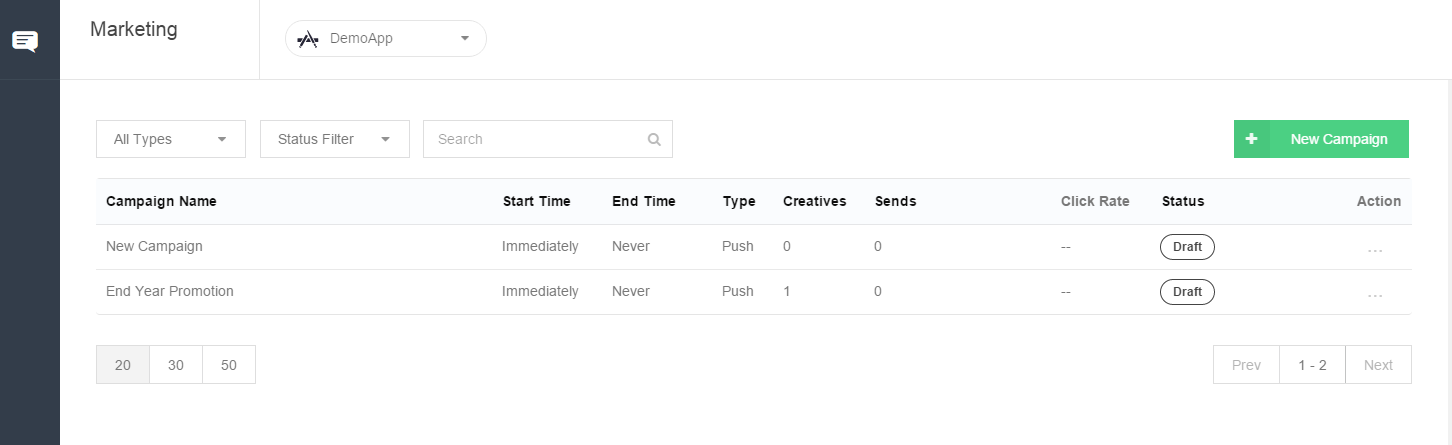 Marketing
DemoApp
All Types Status Filter Search New Campaign
Campaign Name Start Time End Time Type Creatives Sends Click Rate Status Action
New Campaign Immediately Never Push 0 0 -- Draft ...
End Year Promotion Immediately Never Push 1 0 -- Draft ...
20 30 50 Prev 1 - 2 Next